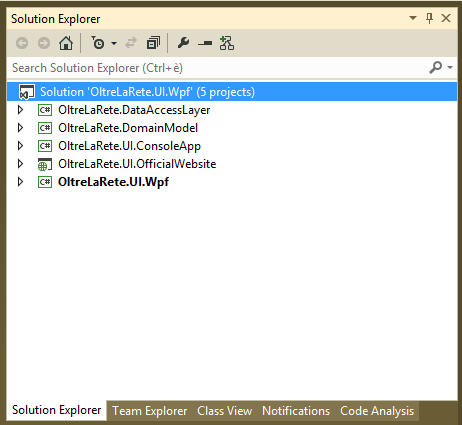 Solution Explorer
Search Solution Explorer (Ctrl+è)
Solution 'OltreLaRete.UI.Wpf' (5 projects)
C# OltreLaRete.DataAccessLayer
C# OltreLaRete.DomainModel
C# OltreLaRete.UI.ConsoleApp
OltreLaRete.UI.OfficialWebsite
C# OltreLaRete.UI.Wpf
Solution Explorer Team Explorer Class View Notifications Code Analysis